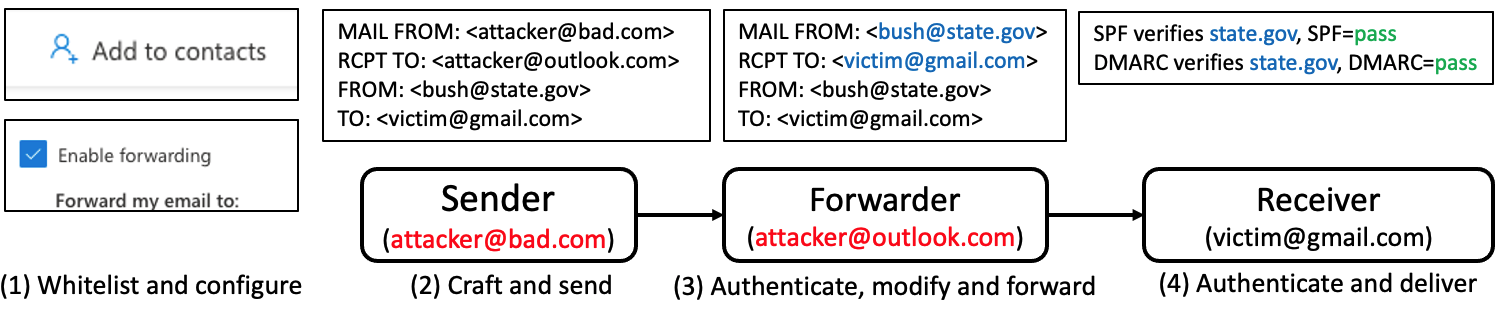 Add to contacts
Enable forwarding
Forward my email to:
(1) Whitelist and configure
MAIL FROM: <attacker@bad.com>
RCPT TO: <attacker@outlook.com>
FROM: <bush@state.gov>
TO: <victim@gmail.com>
Sender
(attacker@bad.com)
(2) Craft and send
MAIL FROM: <bush@state.gov>
RCPT TO: <victim@gmail.com>
FROM: <bush@state.gov>
TO: <victim@gmail.com>
Forwarder
(attacker@outlook.com)
(3) Authenticate, modify and forward
SPF verifies state.gov, SPF=pass
DMARC verifies state.gov, DMARC=pass
Receiver
(victim@gmail.com)
(4) Authenticate and deliver